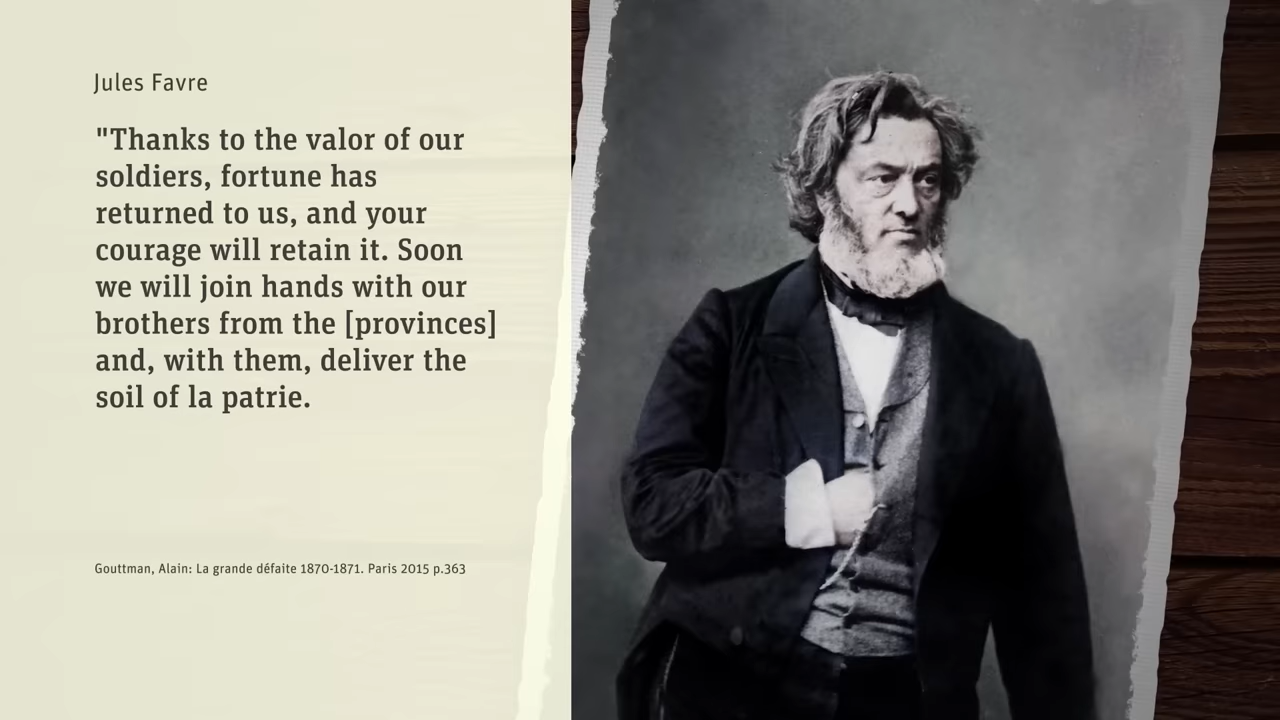 Jules Favre
"Thanks to the valor of our
soldiers, fortune has
returned to us, and your
courage will retain it. Soon
we will join hands with our
brothers from the [provinces]
and, with them, deliver the
soil of la patrie.
Gouttman, Alain: La grande défaite 1870-1871. Paris 2015 p.363